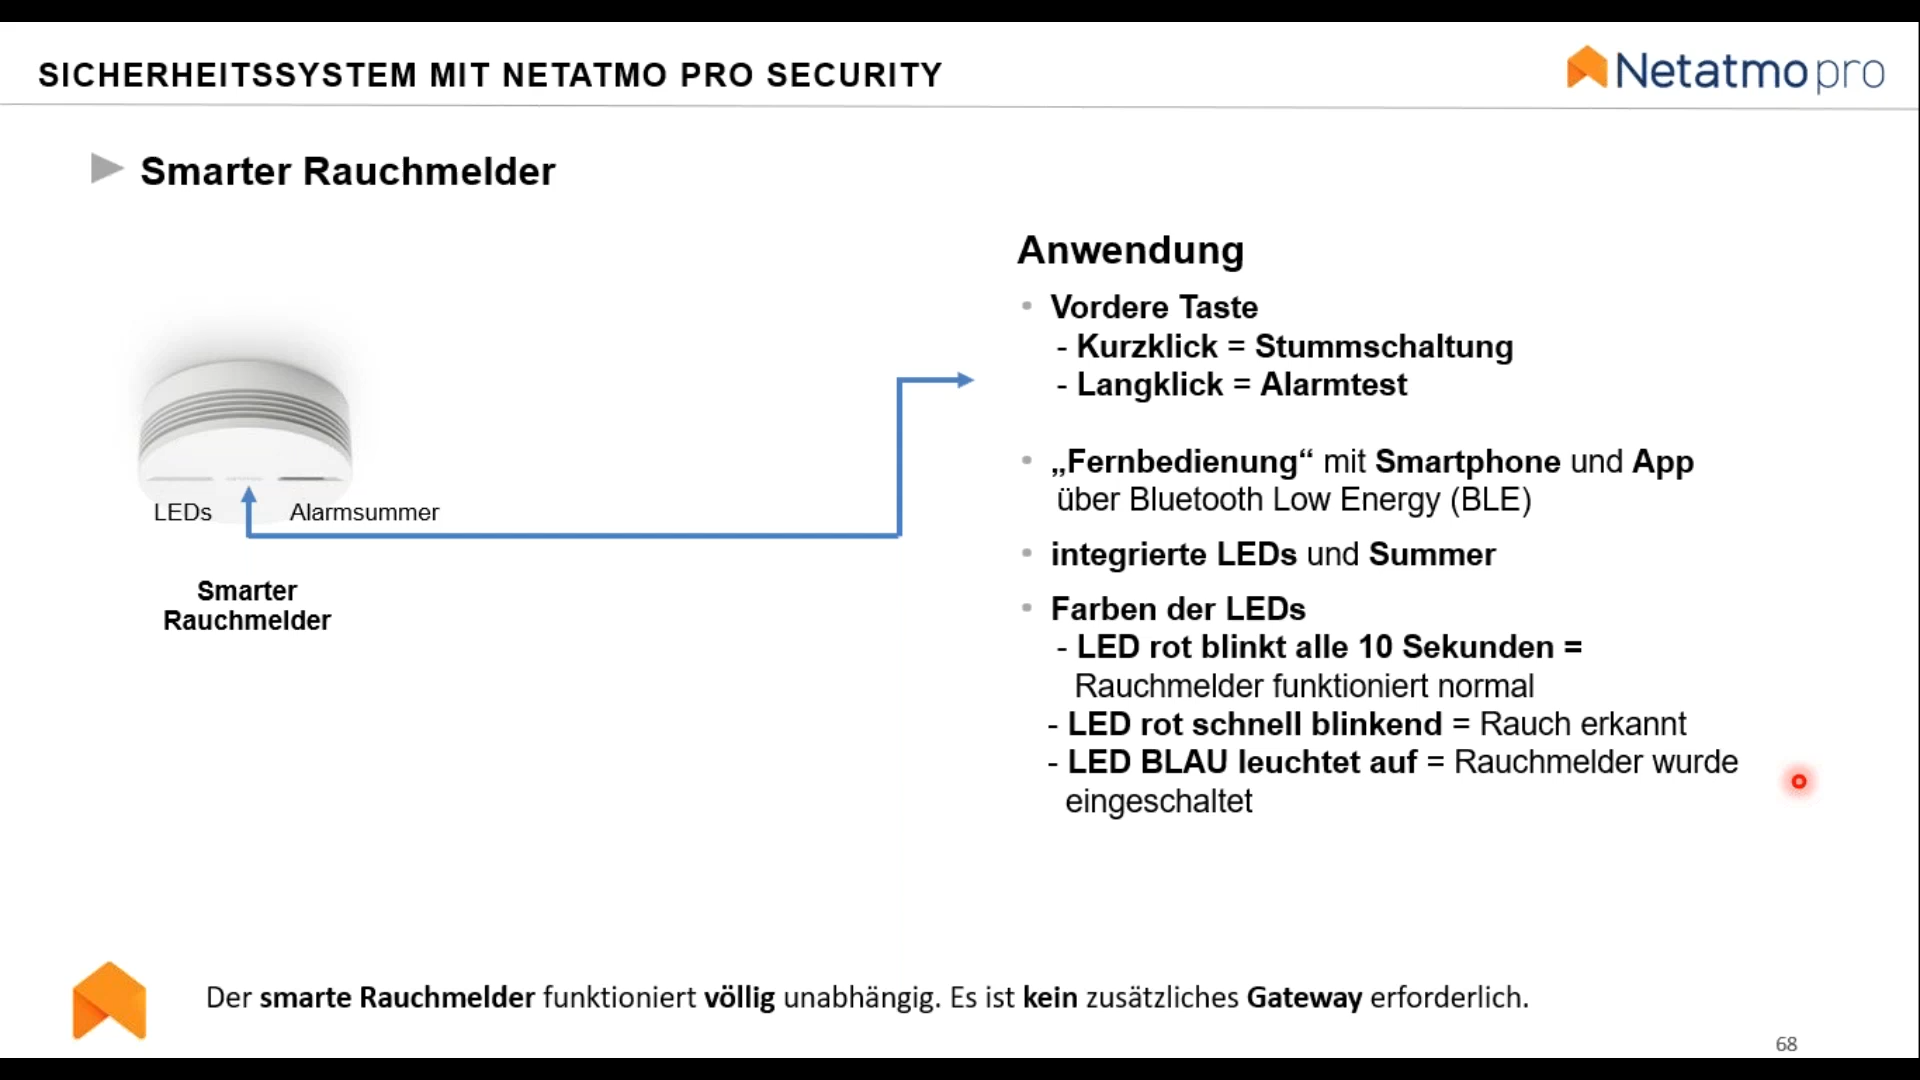 SICHERHEITSSYSTEM MIT NETATMO PRO SECURITY
Netatmo pro
Smarter Rauchmelder
Anwendung
• Vordere Taste
- Kurzklick = Stummschaltung
- Langklick = Alarmtest
• „Fernbedienung“ mit Smartphone und App
über Bluetooth Low Energy (BLE)
• integrierte LEDs und Summer
• Farben der LEDs
- LED rot blinkt alle 10 Sekunden =
Rauchmelder funktioniert normal
- LED rot schnell blinkend = Rauch erkannt
- LED BLAU leuchtet auf = Rauchmelder wurde
eingeschaltet
LEDs
Alarmsummer
Smarter
Rauchmelder
Der smarte Rauchmelder funktioniert völlig unabhängig. Es ist kein zusätzliches Gateway erforderlich.
68